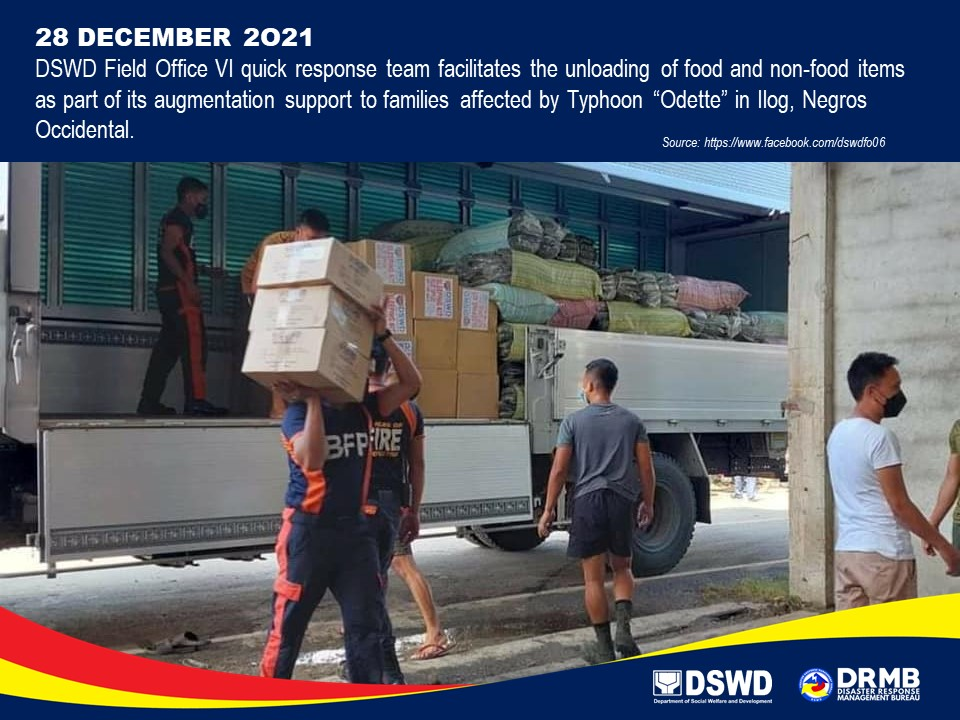 28 DECEMBER 2021
DSWD Field Office VI quick response team facilitates the unloading of food and non-food items
as part of its augmentation support to families affected by Typhoon “Odette” in Ilog, Negros
Occidental.
Source: https://www.facebook.com/dswdfo06
DSWD
BFP
FIRE
DSWD
Department of Social Welfare and Development
DRMB
DISASTER RESPONSE
MANAGEMENT BUREAU